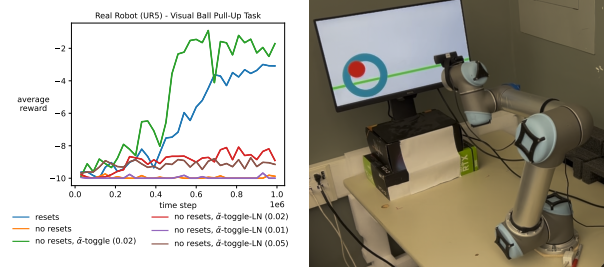 Real Robot (UR5) - Visual Ball Pull-Up Task
−2
−4
−6
−8
−10
average
reward
0.0 0.2 0.4 0.6 0.8 1.0
1e6
time step
resets
no resets
no resets, α̃-toggle (0.02)
no resets, α̃-toggle-LN (0.02)
no resets, α̃-toggle-LN (0.01)
no resets, α̃-toggle-LN (0.05)
RTX